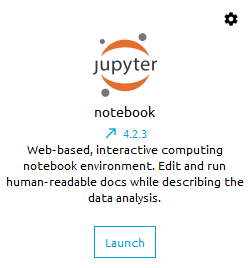 jupyter
notebook
4.2.3
Web-based, interactive computing
notebook environment. Edit and run
human-readable docs while describing the
data analysis.
Launch